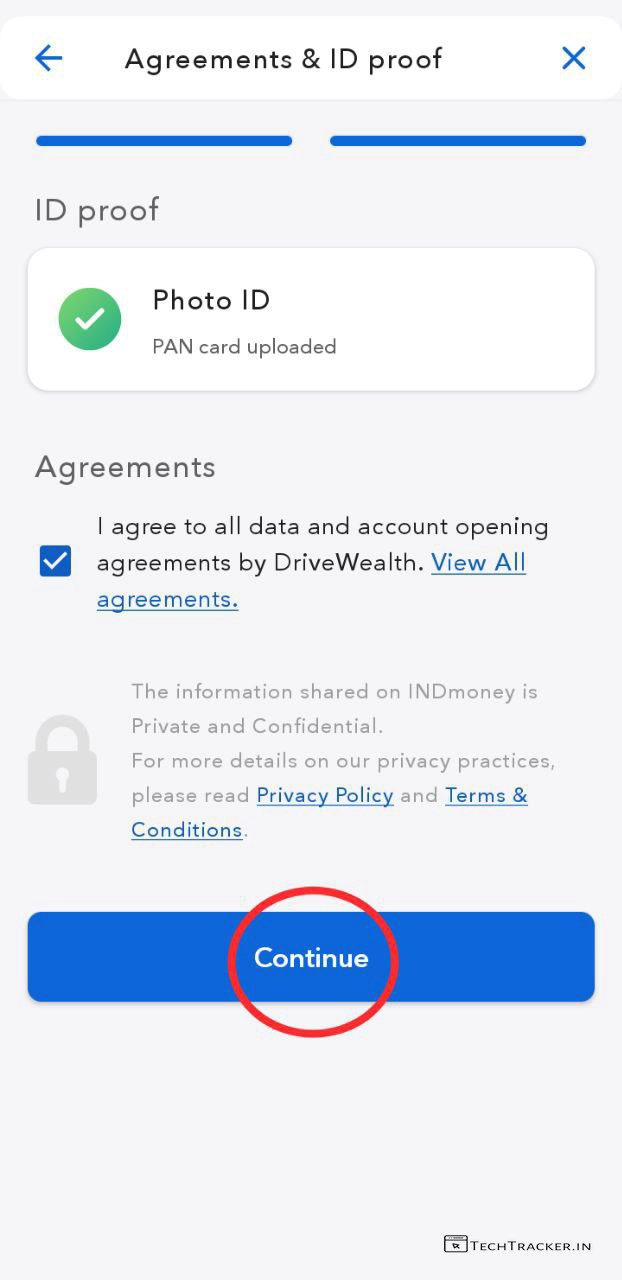 Agreements & ID proof
ID proof
Photo ID
PAN card uploaded
Agreements
I agree to all data and account opening
agreements by DriveWealth. View All
agreements.
The information shared on INDmoney is
Private and Confidential.
For more details on our privacy practices,
please read Privacy Policy and Terms &
Conditions.
Continue
TECHTRACKER.IN